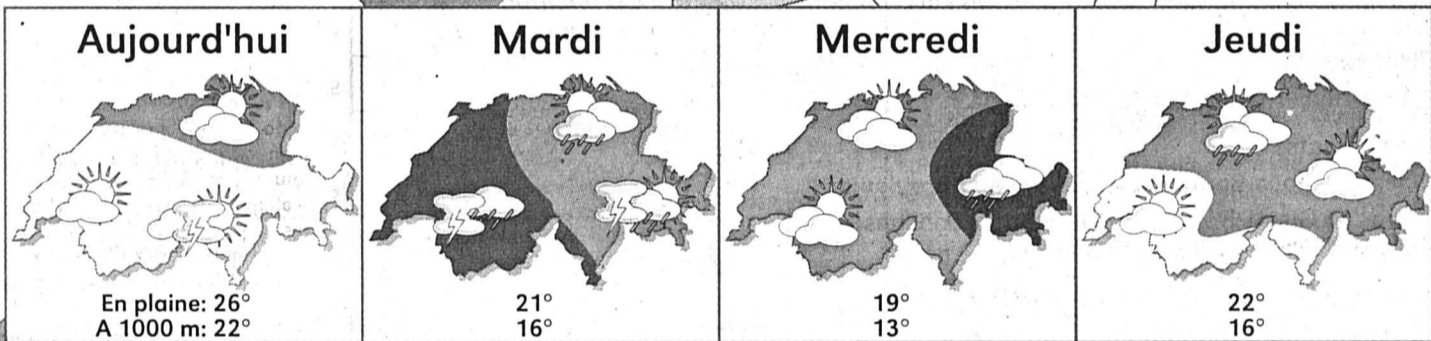 Aujourd'hui
En plaine: 26°
A 1000 m: 22°
Mardi
21°
16°
Mercredi
19°
13°
Jeudi
22°
16°